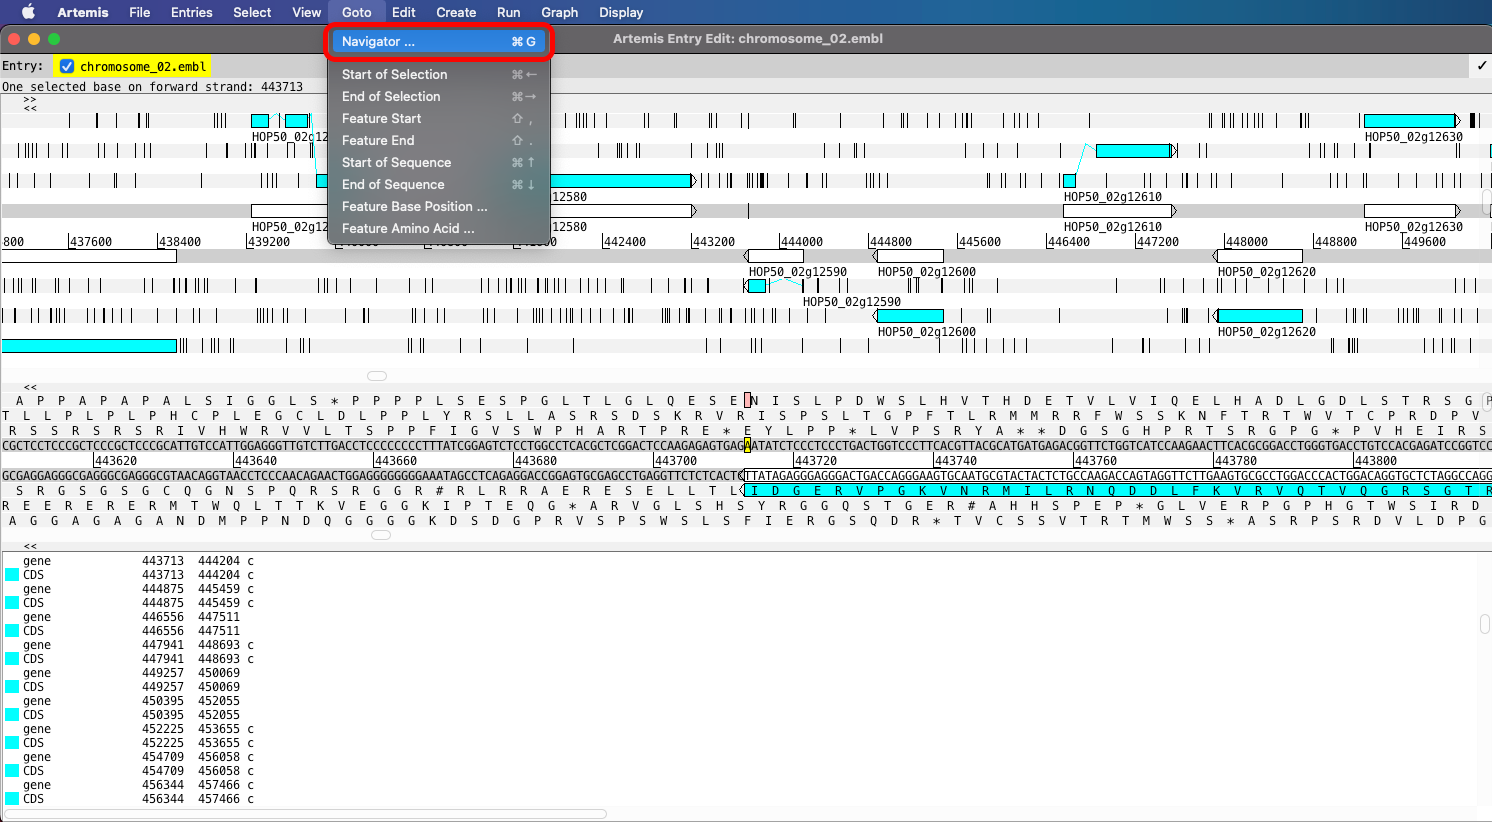 Artemis File Entries Select View Goto Edit Create Run Graph Display
Artemis Entry Edit: chromosome_02.embl
Navigator ... ⌘ G
Start of Selection ⌘ ←
End of Selection ⌘ →
Feature Start ⇧ ,
Feature End ⇧ .
Start of Sequence ⌘ ↑
End of Sequence ⌘ ↓
Feature Base Position ...
Feature Amino Acid ...
Entry: chromosome_02.embl
One selected base on forward strand: 443713
>>
<<
HOP50_02g12630
12580 HOP50_02g12610
12580 HOP50_02g12610 HOP50_02g12630
800 437600 438400 439200 442400 443200 444000 444800 445600 446400 447200 448000 448800 449600
HOP50_02g12590 HOP50_02g12600 HOP50_02g12620
HOP50_02g12590
HOP50_02g12600 HOP50_02g12620
<<
A P P A P A P A L S I G G L S * P P P P L S E S P G L T L G L Q E S E N I S L P D W S L H V T H D E T V L V I Q E L H A D L G D L S T R S G P
T L L P L P L P H C P L E G C L D L P P L Y R S L L A S R S D S K R V R I S P S L T G P F T L R M M R R F W S S K N F T R T W V T C P R D P V
R S S R S R S R I V H W R V V L T S P P F I G V S W P H A R T P R E * E Y L P P * L V P S R Y A * * D G S G H P R T S R G P G * P V H E I R S
CGCTCCTCCCGCTCCCGCTCCCGCATTGTCCATTGGAGGGTTGTCTTGACCTCCCCCCCCTTTATCGGAGTCTCCTGGCCTCACGCTCGGACTCCAAGAGAGTGAGAATATCTCCCTCCCTGACTGGTCCCTTCACGTTACGCATGATGAGACGGTTCTGGTCATCCAAGAACTTCACGCGGACCTGGGTGACCTGTCCACGAGATCCGGTCC
443620 443640 443660 443680 443700 443720 443740 443760 443780 443800
GCGAGGAGGGCGAGGGCGAGGGCGTAACAGGTAACCTCCCAACAGAACTGGAGGGGGGGGAAATAGCCTCAGAGGACCGGAGTGCGAGCCTGAGGTTCTCTCACTCTTATAGAGGGAGGGACTGACCAGGGAAGTGCAATGCGTACTACTCTGCCAAGACCAGTAGGTTCTTGAAGTGCGCCTGGACCCACTGGACAGGTGCTCTAGGCCAGG
S R G S G S G C Q G N S P Q R S R G G R # R L R R A E R E S E L L T L I D G E R V P G K V N R M I L R N Q D D L F K V R V Q T V Q G R S G T R
R E E R E R E R M T W Q L T T K V E G G K I P T E Q G * A R V G L S H S Y R G G Q S T G E R # A H H S P E P * G L V E R P G P H G T W S I R D
A G G A G A G A N D M P P N D Q G G G G K D S D G P R V S P S W L S F I E R G S Q D R * T V C S S V T R T M W S S * A S R P S R D V L D P G
<<
gene 443713 444204 c
CDS 443713 444204 c
gene 444875 445459 c
CDS 444875 445459 c
gene 446556 447511
CDS 446556 447511
gene 447941 448693 c
CDS 447941 448693 c
gene 449257 450069
CDS 449257 450069
gene 450395 452055
CDS 450395 452055
gene 452225 453655 c
CDS 452225 453655 c
gene 454709 456058 c
CDS 454709 456058 c
gene 456344 457466 c
CDS 456344 457466 c